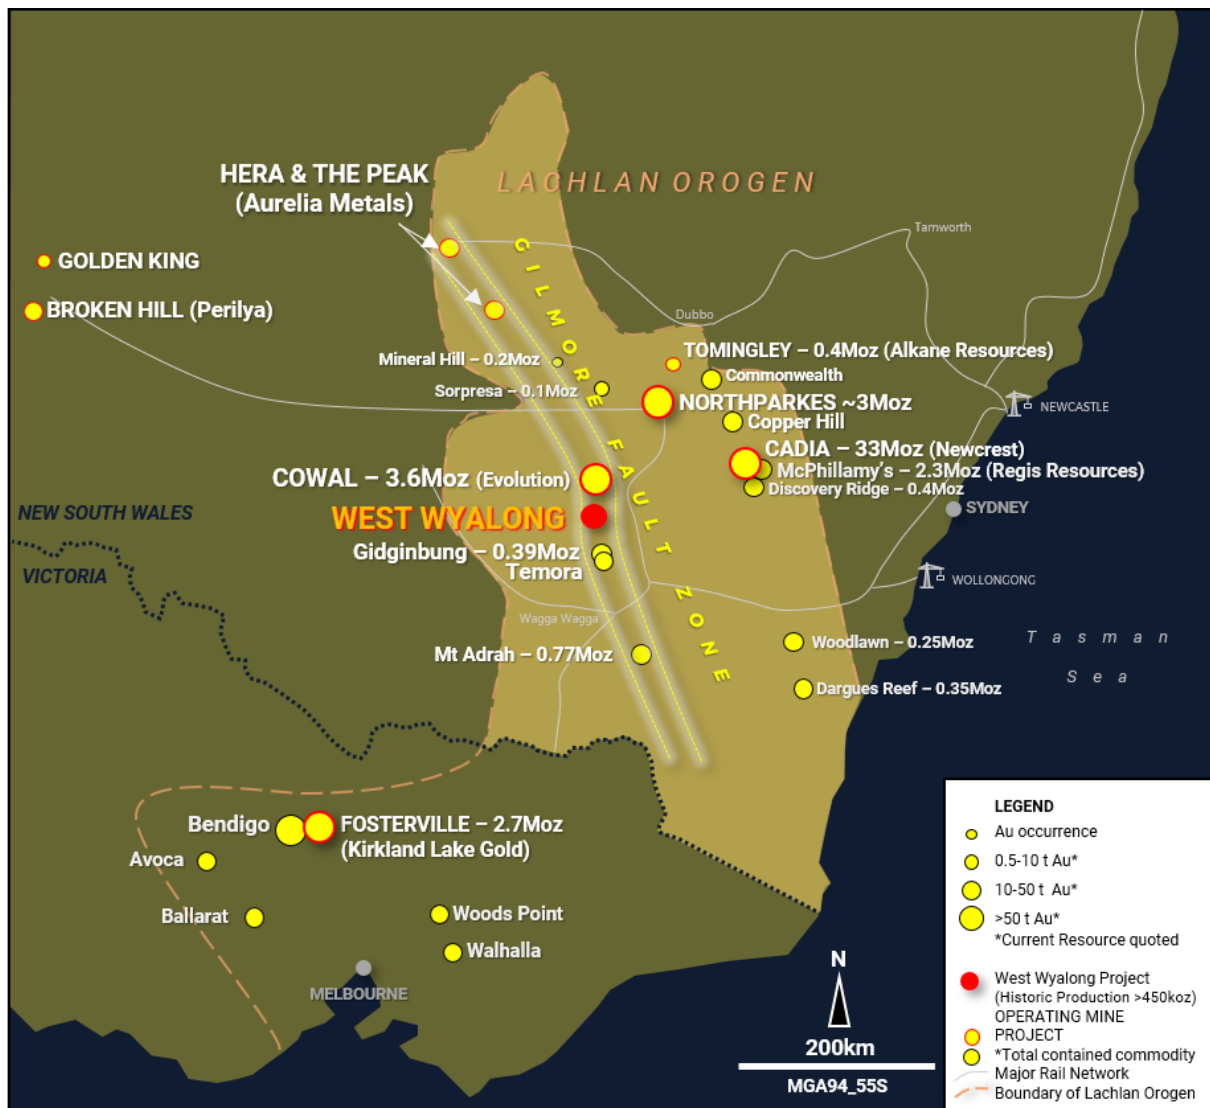 LACHLAN OROGEN
HERA & THE PEAK
(Aurelia Metals)
GILMORE FAULT ZONE
Tamworth
GOLDEN KING
BROKEN HILL (Perilya)
Dubbo
Mineral Hill – 0.2Moz
TOMINGLEY – 0.4Moz (Alkane Resources)
Commonwealth
Sorpresa – 0.1Moz
NORTHPARKES ~3Moz
NEWCASTLE
Copper Hill
CADIA – 33Moz (Newcrest)
COWAL – 3.6Moz (Evolution)
McPhillamy's – 2.3Moz (Regis Resources)
Discovery Ridge – 0.4Moz
NEW SOUTH WALES
WEST WYALONG
SYDNEY
Gidginbung – 0.39Moz
VICTORIA
Temora
WOLLONGONG
Wagga Wagga
Tasman
Sea
Mt Adrah – 0.77Moz
Woodlawn – 0.25Moz
Dargues Reef – 0.35Moz
Bendigo
FOSTERVILLE – 2.7Moz
(Kirkland Lake Gold)
Avoca
Ballarat
Woods Point
Walhalla
MELBOURNE
N
200km
MGA94_55S
LEGEND
Au occurrence
0.5-10 t Au*
10-50 t Au*
>50 t Au*
*Current Resource quoted
West Wyalong Project
(Historic Production >450koz)
OPERATING MINE
PROJECT
*Total contained commodity
Major Rail Network
Boundary of Lachlan Orogen